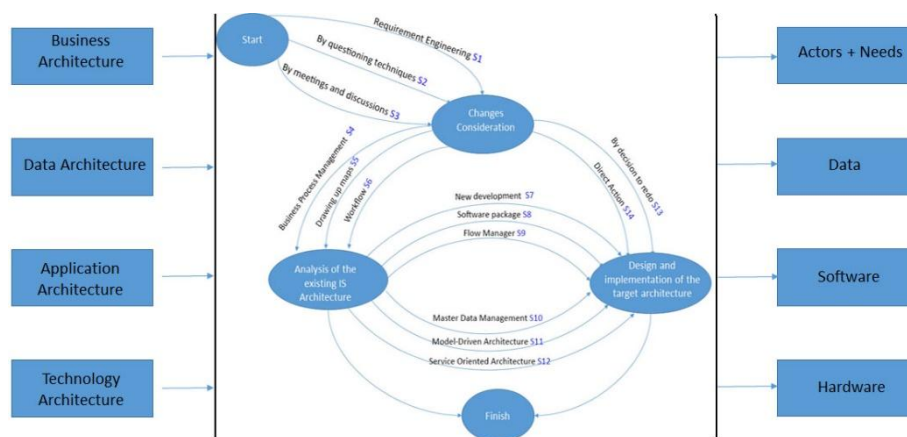 Business
Architecture
Data Architecture
Application
Architecture
Technology
Architecture
Start
Requirement Engineering S1
By questioning techniques S2
By meetings and discussions S3
Changes
Consideration
Business Process Management S4
Drawing up maps S5
Workflow S6
By decision to redo S13
Direct Action S14
New development S7
Software package S8
Flow Manager S9
Analysis of the
existing IS
Architecture
Design and
implementation of the
target architecture
Master Data Management S10
Model-Driven Architecture S11
Service Oriented Architecture S12
Finish
Actors + Needs
Data
Software
Hardware